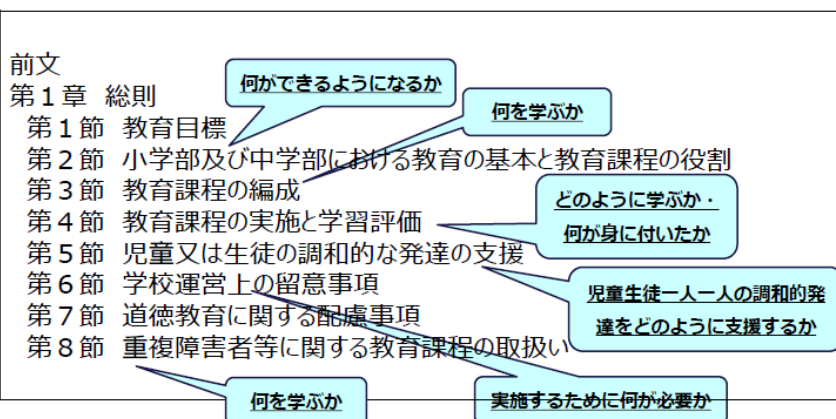 前文
第１章 総則
何ができるようになるか
何を学ぶか
第１節 教育目標
第２節 小学部及び中学部における教育の基本と教育課程の役割
第３節 教育課程の編成
どのように学ぶか・
何が身に付いたか
第４節 教育課程の実施と学習評価
第５節 児童又は生徒の調和的な発達の支援
児童生徒一人一人の調和的発
達をどのように支援するか
第６節 学校運営上の留意事項
第７節 道徳教育に関する配慮事項
第８節 重複障害者等に関する教育課程の取扱い
何を学ぶか
実施するために何が必要か